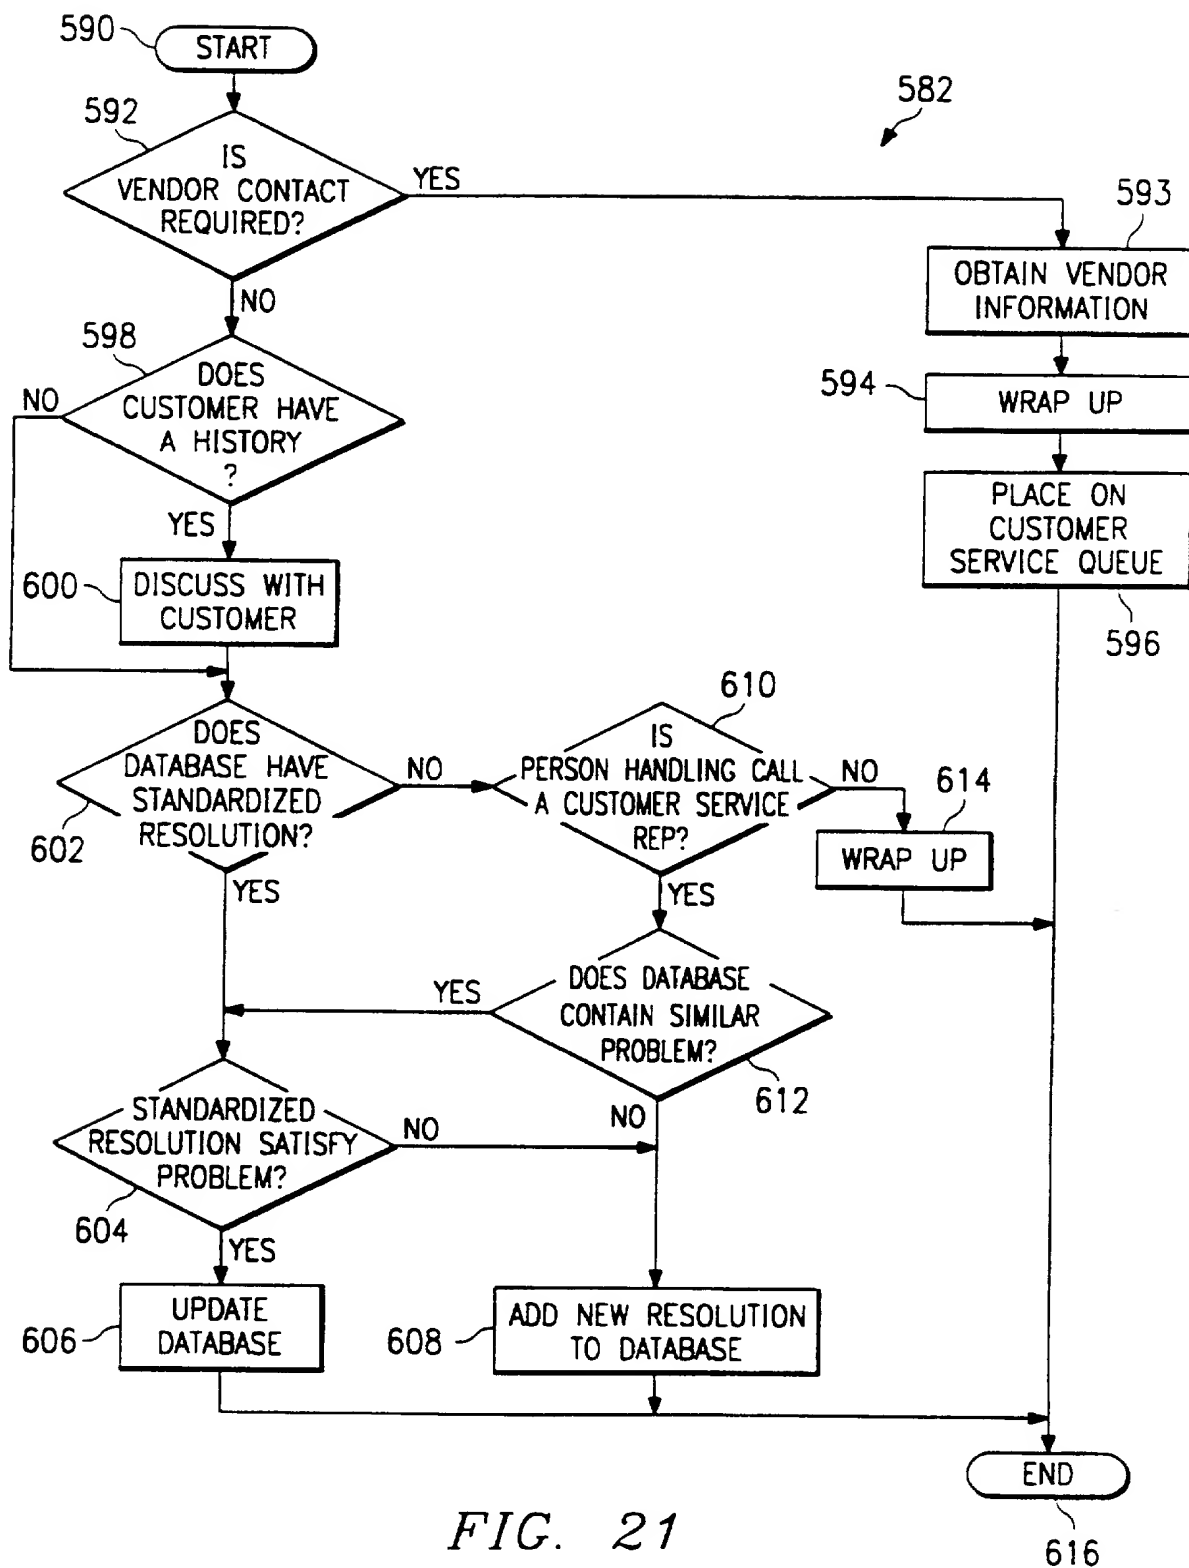 590
START
582
592
IS
VENDOR CONTACT
REQUIRED?
YES
NO
593
OBTAIN VENDOR
INFORMATION
594
WRAP UP
PLACE ON
CUSTOMER
SERVICE QUEUE
596
598
DOES
CUSTOMER HAVE
A HISTORY
?
NO
YES
600
DISCUSS WITH
CUSTOMER
DOES
DATABASE HAVE
STANDARDIZED
RESOLUTION?
602
NO
YES
610
IS
PERSON HANDLING CALL
A CUSTOMER SERVICE
REP?
NO
YES
614
WRAP UP
DOES DATABASE
CONTAIN SIMILAR
PROBLEM?
612
YES
NO
STANDARDIZED
RESOLUTION SATISFY
PROBLEM?
604
NO
YES
606
UPDATE
DATABASE
608
ADD NEW RESOLUTION
TO DATABASE
END
616
FIG. 21